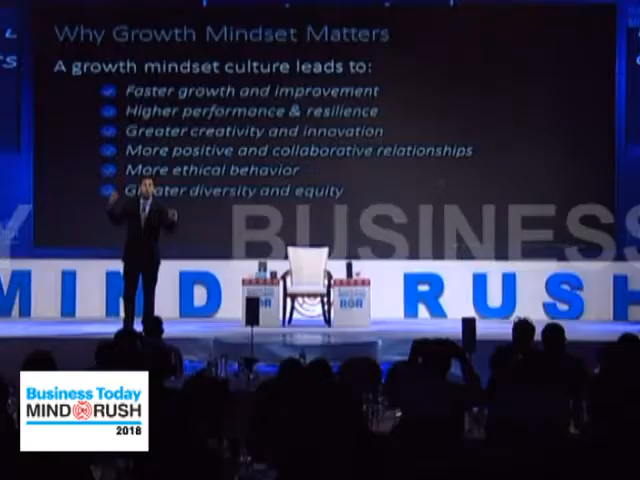 Why Growth Mindset Matters
A growth mindset culture leads to:
Faster growth and improvement
Higher performance & resilience
Greater creativity and innovation
More positive and collaborative relationships
More ethical behavior
Greater diversity and equity
BUSINESS
MIND RUSH
RGR
Business Today
MIND RUSH
2018